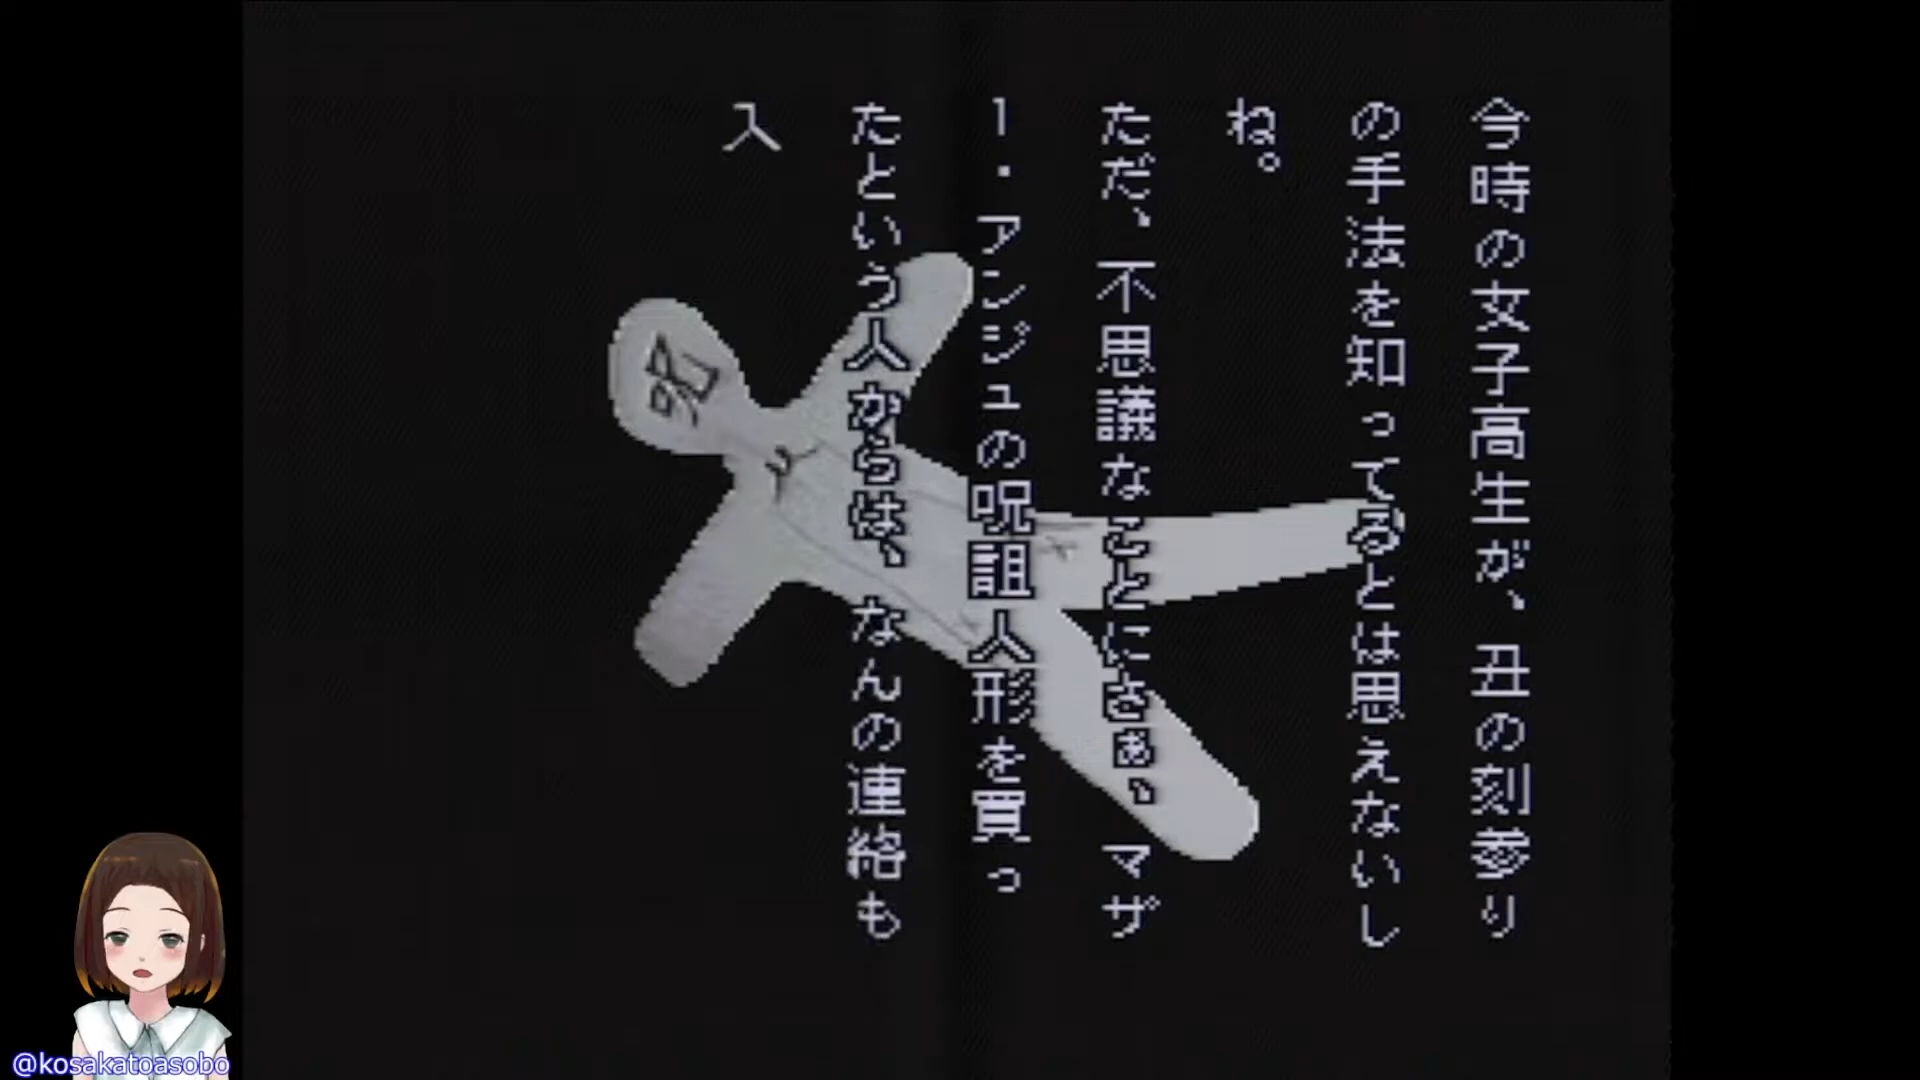 今時の女子高生が、丑の刻参り
の手法を知ってるとは思えないし
ね。
ただ、不思議なことにさぁ、マザ
ー・アンジュの呪詛人形を買っ
たという人からは、なんの連絡も
入
呪
@kosakatoasobo